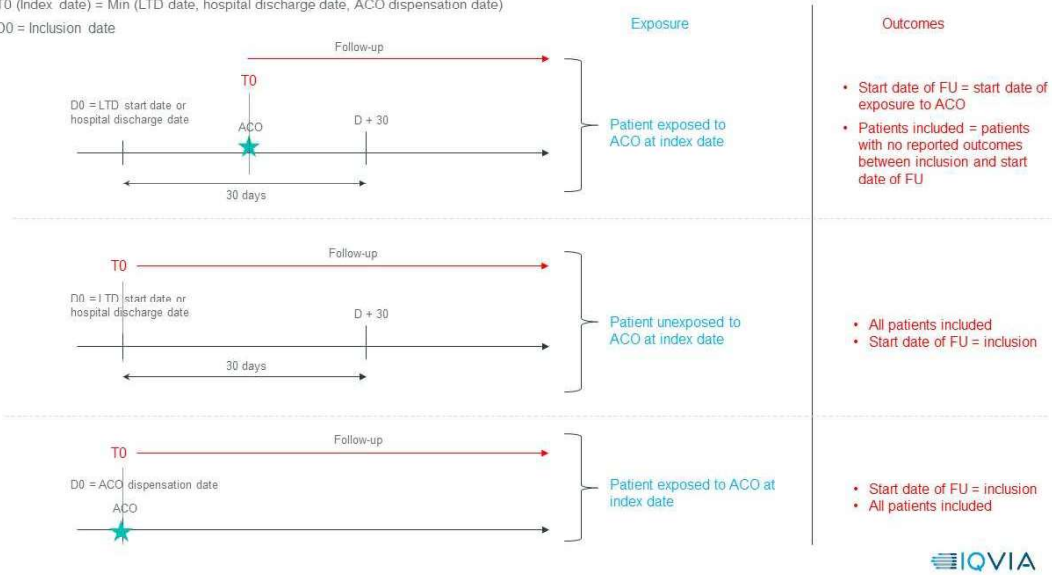 T0 (Index date) = Min (LTD date, hospital discharge date, ACO dispensation date)
D0 = Inclusion date
Exposure
Outcomes
Follow-up
T0
D0 = LTD start date or
hospital discharge date
ACO
D + 30
30 days
Patient exposed to
ACO at index date
• Start date of FU = start date of
exposure to ACO
• Patients included = patients
with no reported outcomes
between inclusion and start
date of FU
Follow-up
T0
D0 = LTD start date or
hospital discharge date
D + 30
30 days
Patient unexposed to
ACO at index date
• All patients included
• Start date of FU = inclusion
Follow-up
T0
D0 = ACO dispensation date
ACO
Patient exposed to ACO at
index date
• Start date of FU = inclusion
• All patients included
IQVIA